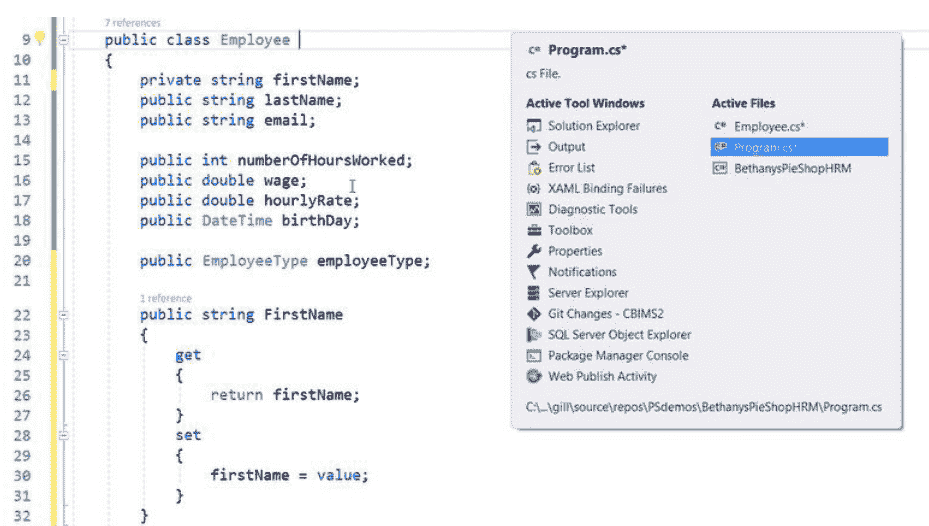 7 references
9 public class Employee
10 {
11 private string firstName;
12 public string lastName;
13 public string email;
14
15 public int numberOfHoursWorked;
16 public double wage;
17 public double hourlyRate;
18 public DateTime birthDay;
19
20 public EmployeeType employeeType;
21
1 reference
22 public string FirstName
23 {
24 get
25 {
26 return firstName;
27 }
28 set
29 {
30 firstName = value;
31 }
32 }
C# Program.cs*
cs File.
Active Tool Windows
Solution Explorer
Output
Error List
XAML Binding Failures
Diagnostic Tools
Toolbox
Properties
Notifications
Server Explorer
Git Changes - CBIMS2
SQL Server Object Explorer
Package Manager Console
Web Publish Activity
Active Files
C# Employee.cs*
C# Program.cs*
C# BethanysPieShopHRM
C:\...\gill\source\repos\PSdemos\BethanysPieShopHRM\Program.cs